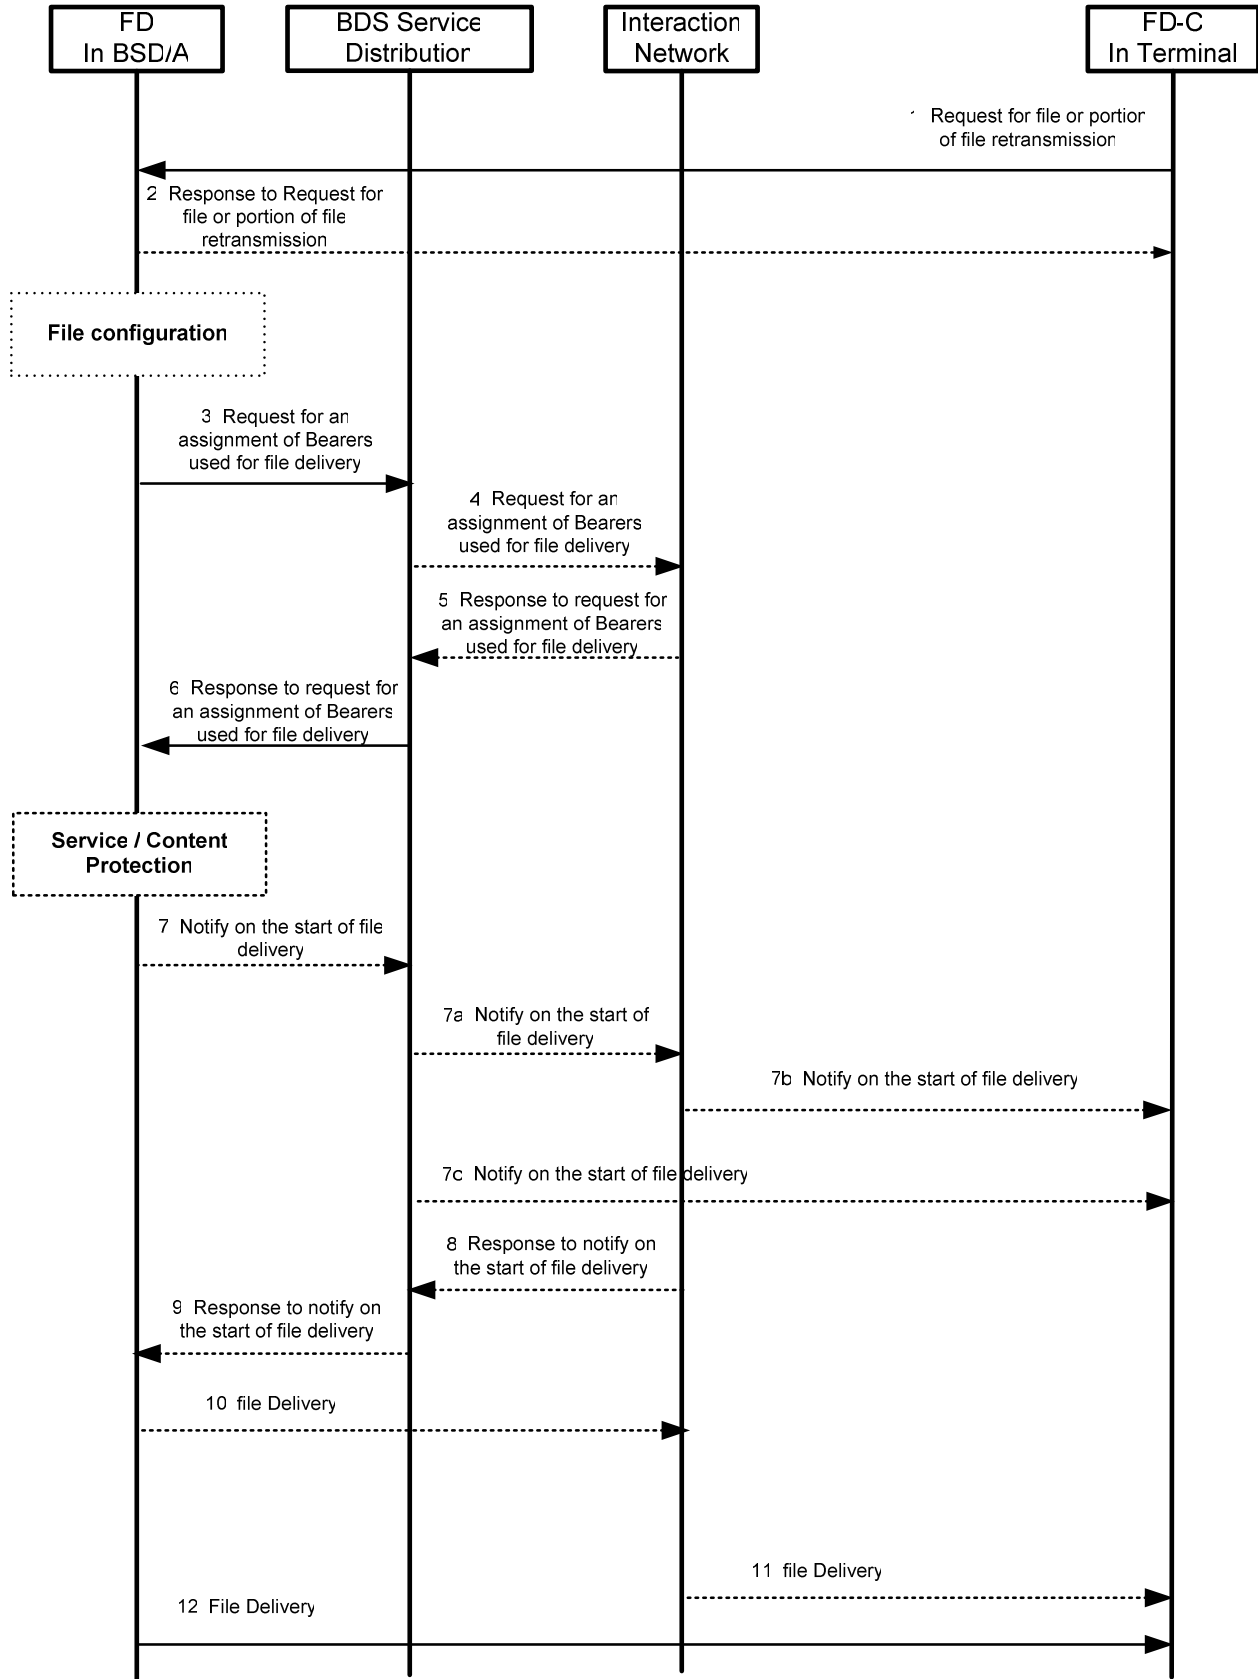 FD
In BSD/A
BDS Service
Distribution
Interaction
Network
FD-C
In Terminal
1 Request for file or portion
of file retransmission
2 Response to Request for
file or portion of file
retransmission
File configuration
3 Request for an
assignment of Bearers
used for file delivery
4 Request for an
assignment of Bearers
used for file delivery
5 Response to request for
an assignment of Bearers
used for file delivery
6 Response to request for
an assignment of Bearers
used for file delivery
Service / Content
Protection
7 Notify on the start of file
delivery
7a Notify on the start of
file delivery
7b Notify on the start of file delivery
7c Notify on the start of file delivery
8 Response to notify on
the start of file delivery
9 Response to notify on
the start of file delivery
10 file Delivery
11 file Delivery
12 File Delivery